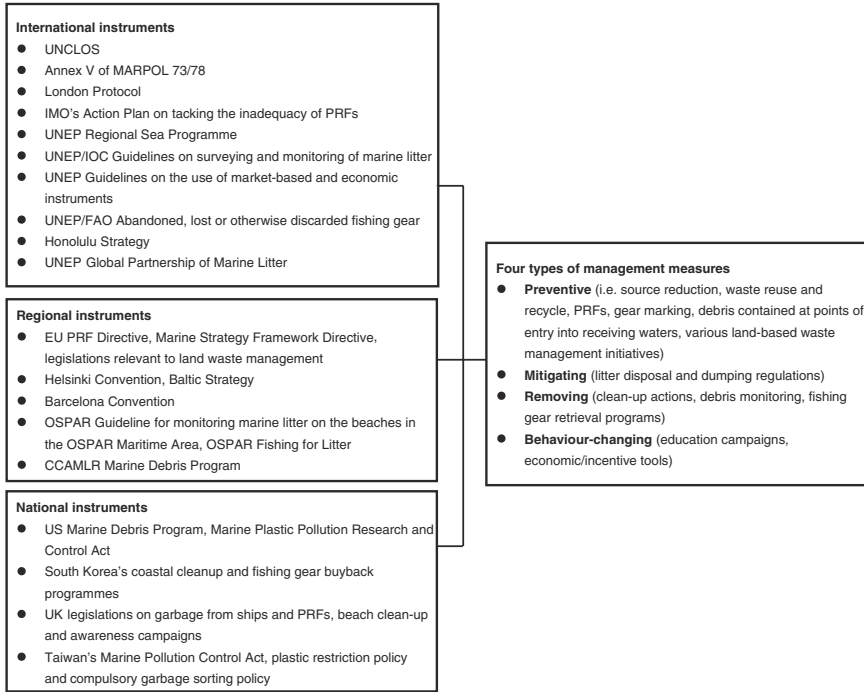 International instruments
● UNCLOS
● Annex V of MARPOL 73/78
● London Protocol
● IMO's Action Plan on tacking the inadequacy of PRFs
● UNEP Regional Sea Programme
● UNEP/IOC Guidelines on surveying and monitoring of marine litter
● UNEP Guidelines on the use of market-based and economic
instruments
● UNEP/FAO Abandoned, lost or otherwise discarded fishing gear
● Honolulu Strategy
● UNEP Global Partnership of Marine Litter
Regional instruments
● EU PRF Directive, Marine Strategy Framework Directive,
legislations relevant to land waste management
● Helsinki Convention, Baltic Strategy
● Barcelona Convention
● OSPAR Guideline for monitoring marine litter on the beaches in
the OSPAR Maritime Area, OSPAR Fishing for Litter
● CCAMLR Marine Debris Program
National instruments
● US Marine Debris Program, Marine Plastic Pollution Research and
Control Act
● South Korea's coastal cleanup and fishing gear buyback
programmes
● UK legislations on garbage from ships and PRFs, beach clean-up
and awareness campaigns
● Taiwan's Marine Pollution Control Act, plastic restriction policy
and compulsory garbage sorting policy
Four types of management measures
● Preventive (i.e. source reduction, waste reuse and
recycle, PRFs, gear marking, debris contained at points of
entry into receiving waters, various land-based waste
management initiatives)
● Mitigating (litter disposal and dumping regulations)
● Removing (clean-up actions, debris monitoring, fishing
gear retrieval programs)
● Behaviour-changing (education campaigns,
economic/incentive tools)